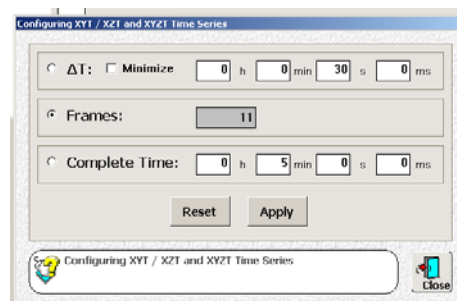 Configuring XYT / XZT and XYZT Time Series
ΔT: Minimize 0 h 0 min 30 s 0 ms
Frames: 11
Complete Time: 0 h 5 min 0 s 0 ms
Reset Apply
Configuring XYT / XZT and XYZT Time Series
Close